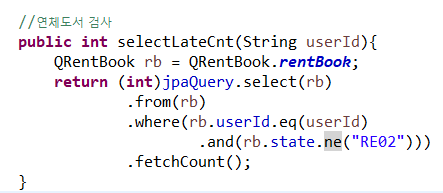 //연체도서 검사
public int selectLateCnt(String userId){
    QRentBook rb = QRentBook.rentBook;
    return (int)jpaQuery.select(rb)
            .from(rb)
            .where(rb.userId.eq(userId)
                    .and(rb.state.ne("RE02")))
            .fetchCount();
}